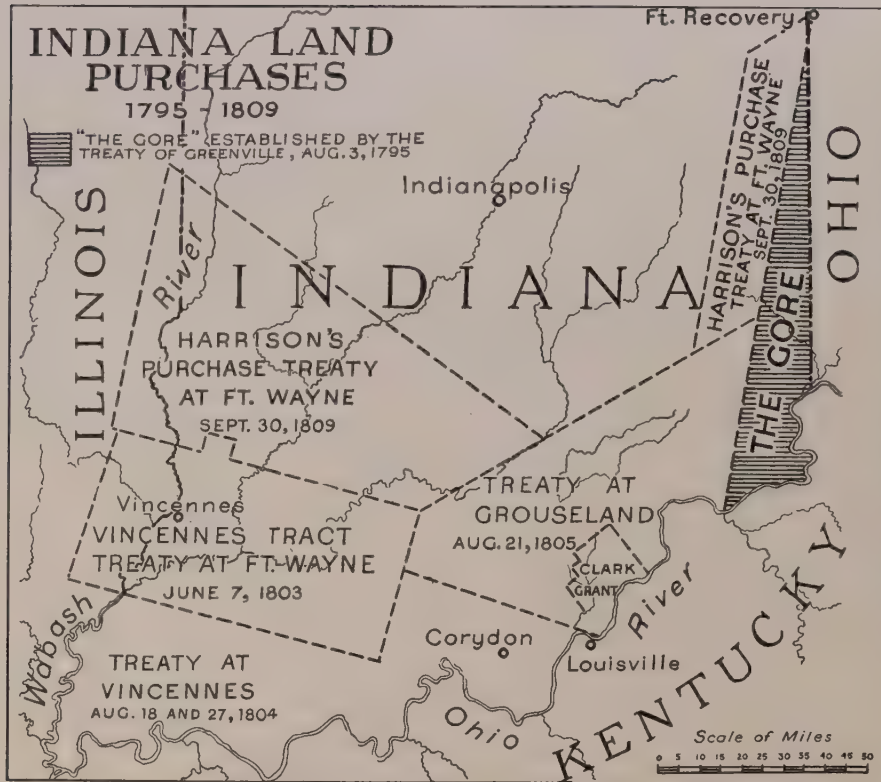 INDIANA LAND
PURCHASES
1795 - 1809
"THE GORE" ESTABLISHED BY THE
TREATY OF GREENVILLE, AUG. 3, 1795
Ft. Recovery
HARRISON'S PURCHASE
TREATY AT FT. WAYNE
SEPT. 30, 1809
OHIO
Indianapolis
ILLINOIS
River
INDIANA
THE GORE
HARRISON'S
PURCHASE TREATY
AT FT. WAYNE
SEPT. 30, 1809
Vincennes
VINCENNES TRACT
TREATY AT FT. WAYNE
JUNE 7, 1803
TREATY AT
GROUSELAND
AUG. 21, 1805
CLARK
GRANT
River
Wabash
Corydon
Louisville
KENTUCKY
TREATY AT
VINCENNES
AUG. 18 AND 27, 1804
Ohio
Scale of Miles
0 5 10 15 20 25 30 35 40 45 50